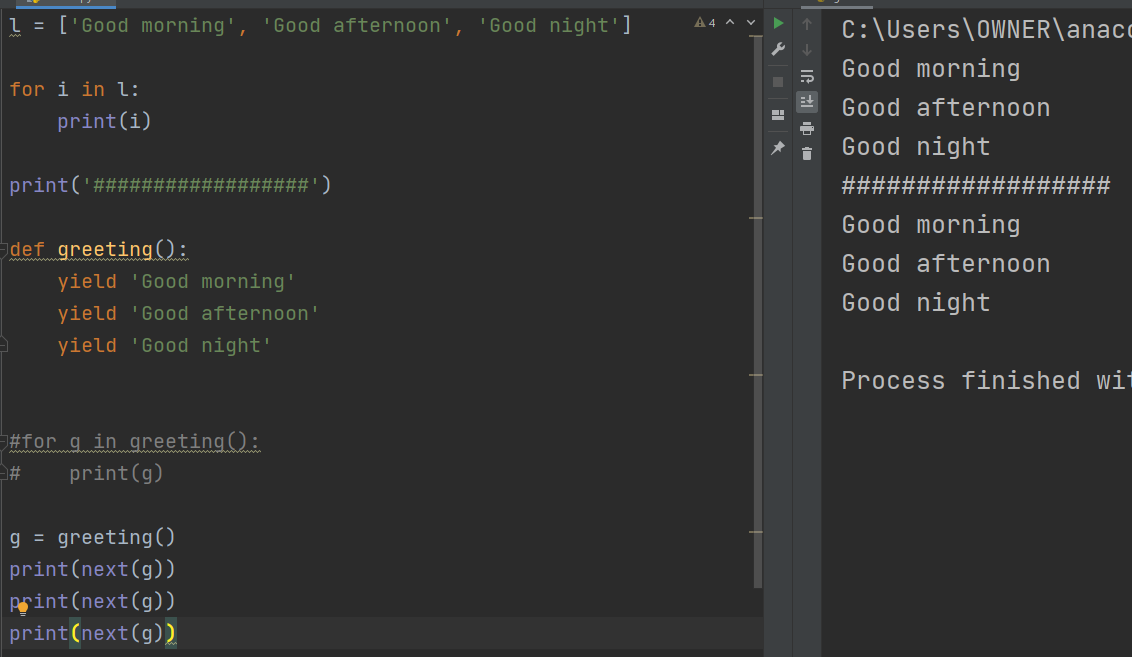 l = ['Good morning', 'Good afternoon', 'Good night']
4
for i in l:
    print(i)
print('##################')
def greeting():
    yield 'Good morning'
    yield 'Good afternoon'
    yield 'Good night'
#for g in greeting():
#    print(g)
g = greeting()
print(next(g))
print(next(g))
print(next(g))
C:\Users\OWNER\anaco
Good morning
Good afternoon
Good night
##################
Good morning
Good afternoon
Good night
Process finished wit